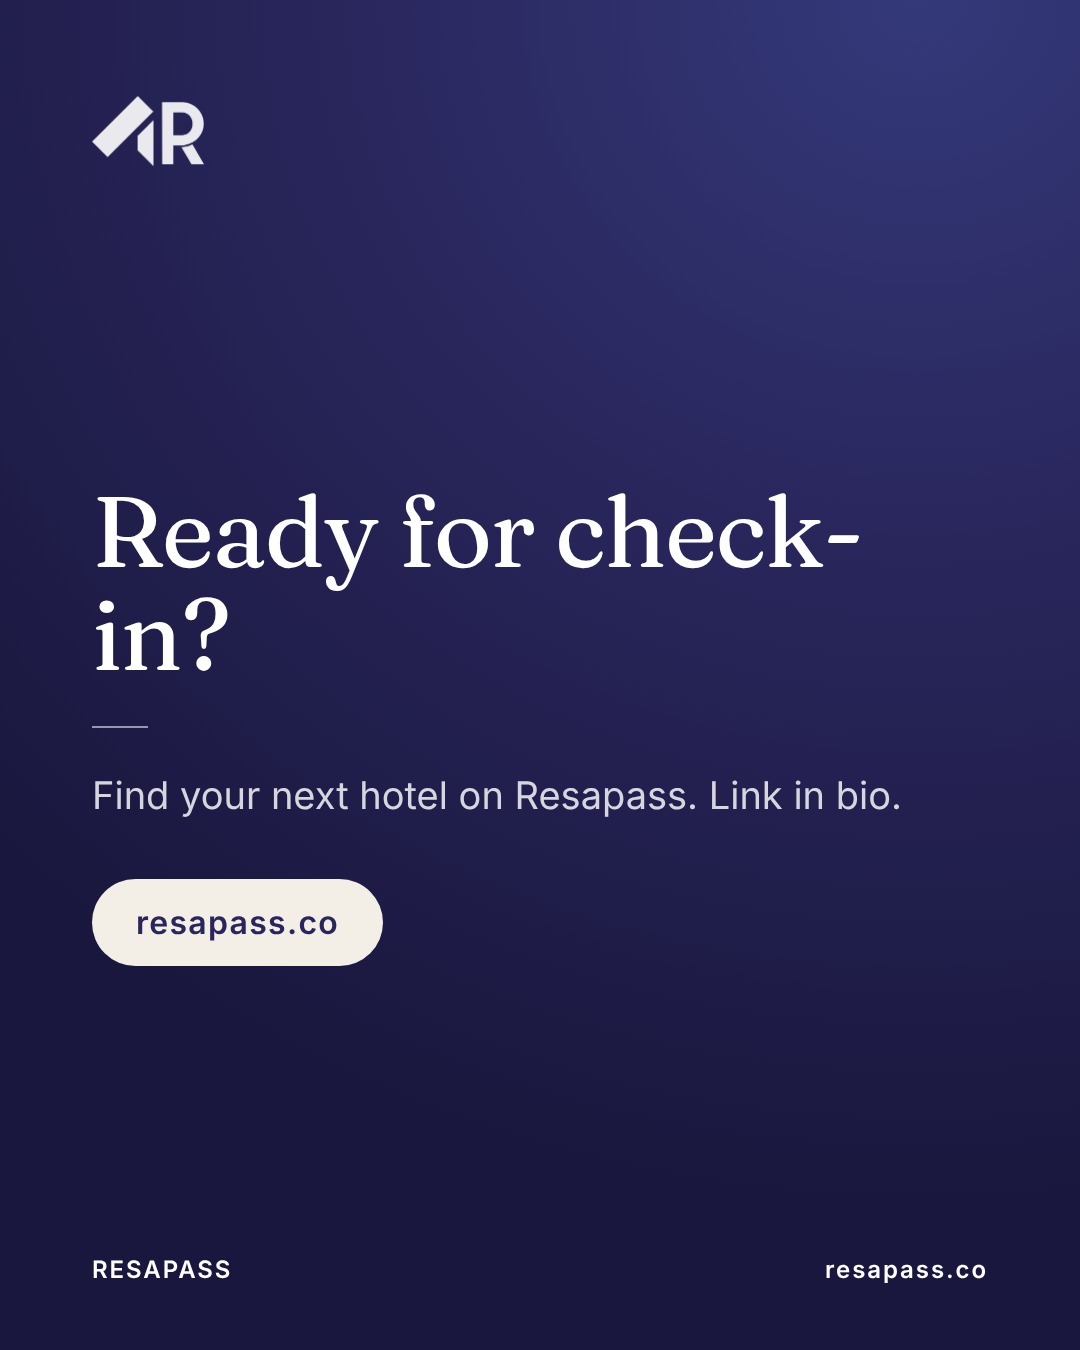 R
Ready for check-
in?
Find your next hotel on Resapass. Link in bio.
resapass.co
RESAPASS
resapass.co